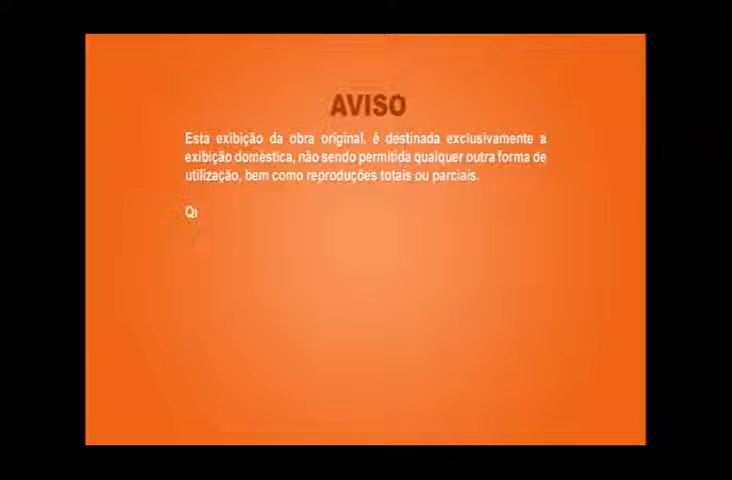 AVISO
Esta exibição da obra original, é destinada exclusivamente a
exibição doméstica, não sendo permitida qualquer outra forma de
utilização, bem como reproduções totais ou parciais.